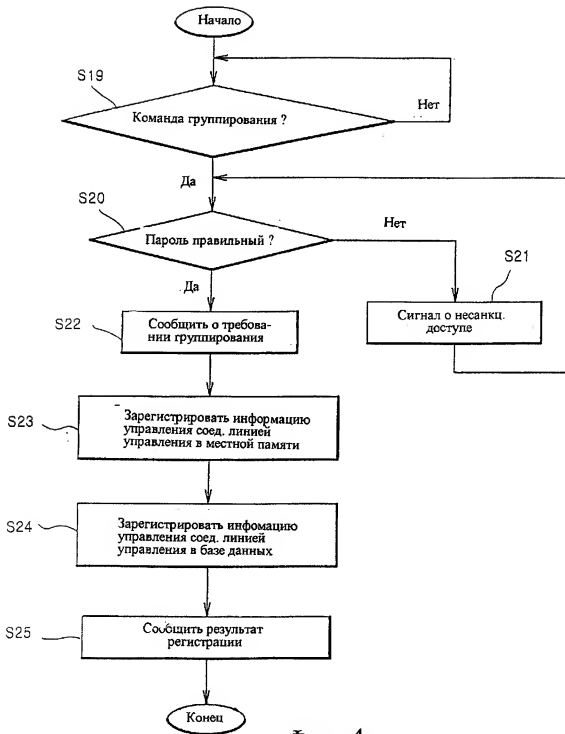 Начало
S19
Команда группирования ?
Нет
Да
S20
Пароль правильный ?
Нет
Да
S21
Сигнал о несанкц.
доступе
S22
Сообщить о требова-
нии группирования
S23
Зарегистрировать информацию
управления соед. линией
управления в местной памяти
S24
Зарегистрировать инфомацию
управления соед. линией
управления в базе данных
S25
Сообщить результат
регистрации
Конец